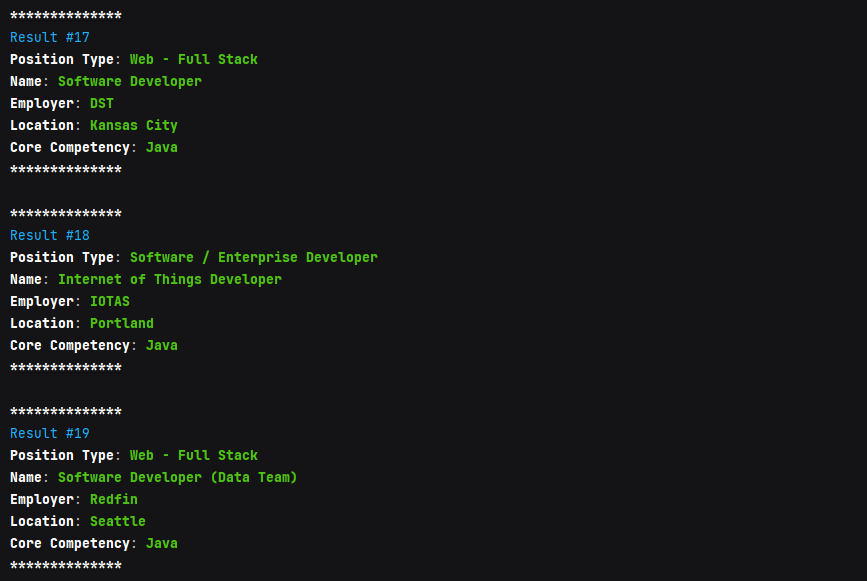 **************
Result #17
Position Type: Web - Full Stack
Name: Software Developer
Employer: DST
Location: Kansas City
Core Competency: Java
**************
**************
Result #18
Position Type: Software / Enterprise Developer
Name: Internet of Things Developer
Employer: IOTAS
Location: Portland
Core Competency: Java
**************
**************
Result #19
Position Type: Web - Full Stack
Name: Software Developer (Data Team)
Employer: Redfin
Location: Seattle
Core Competency: Java
**************